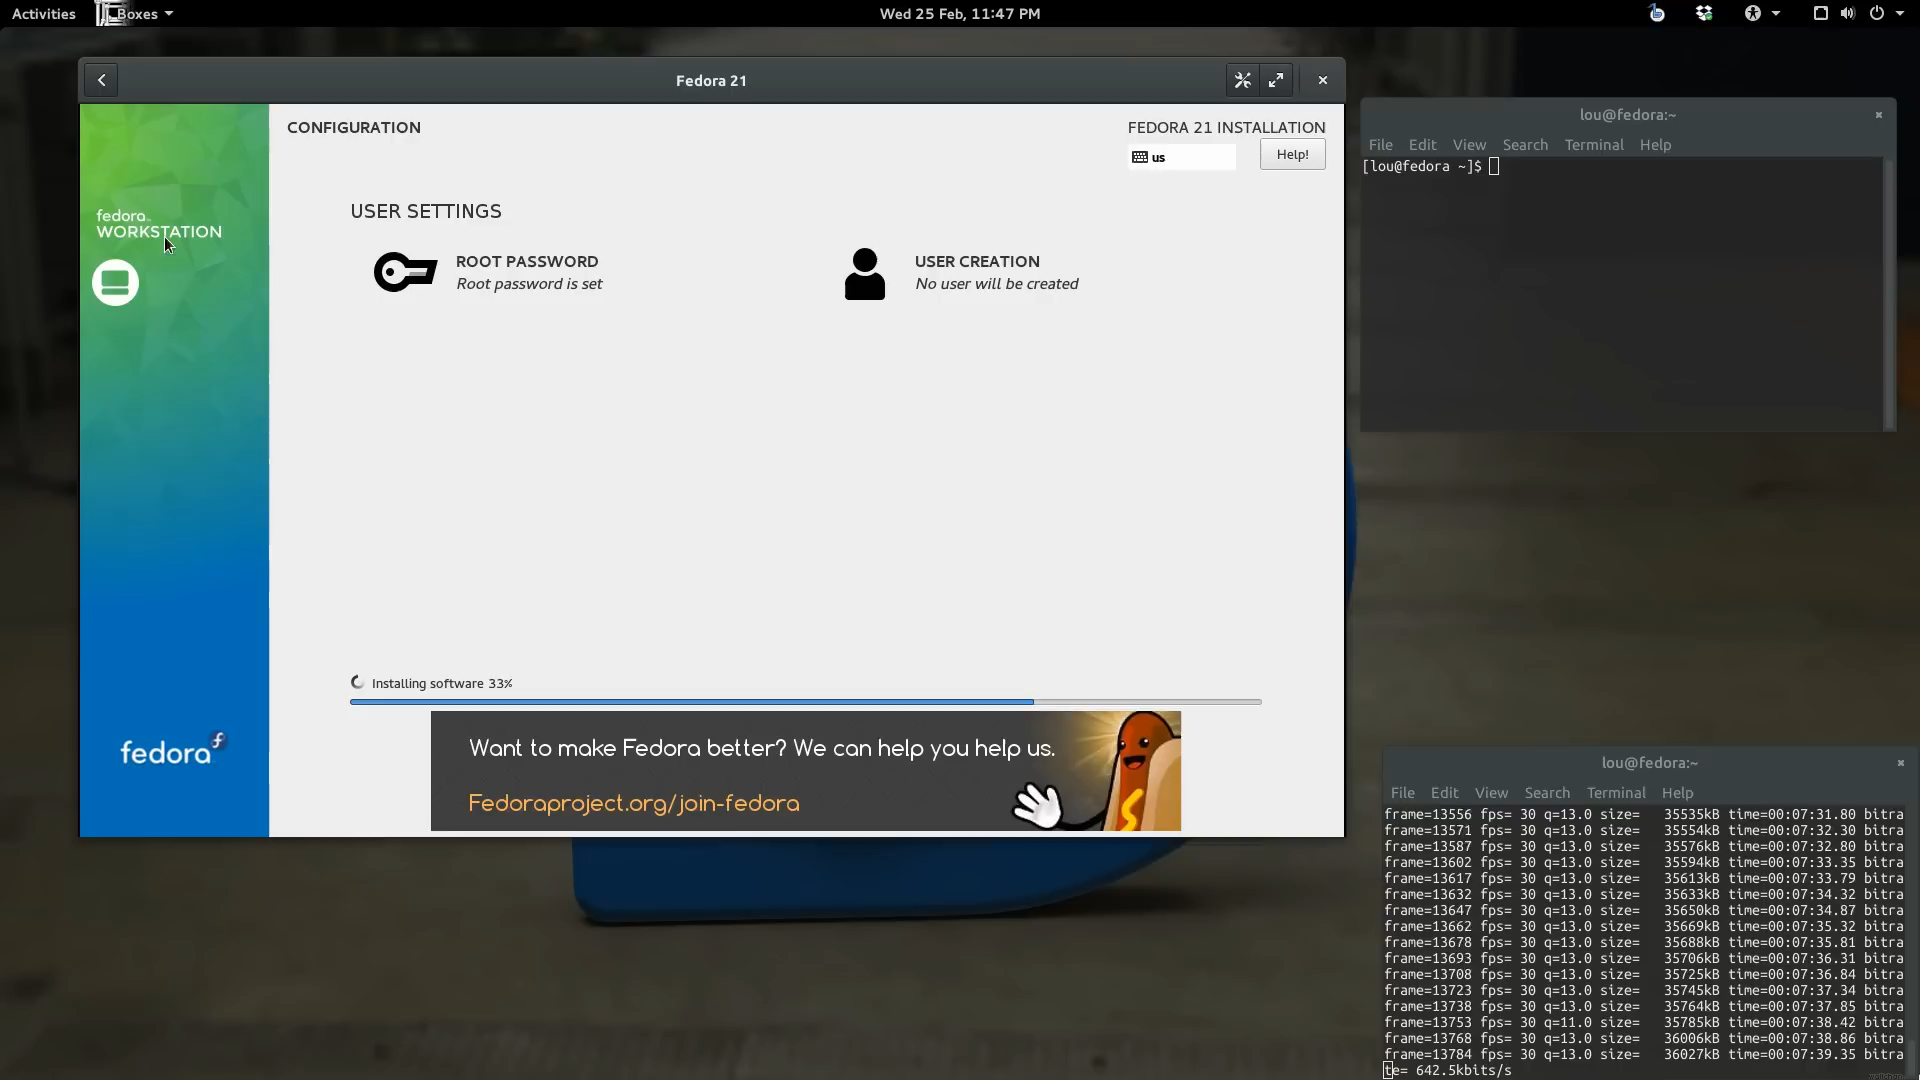 Activities
Boxes
Wed 25 Feb, 11:47 PM
Fedora 21
CONFIGURATION
FEDORA 21 INSTALLATION
us
Help!
fedora
WORKSTATION
USER SETTINGS
ROOT PASSWORD
Root password is set
USER CREATION
No user will be created
Installing software 33%
Want to make Fedora better? We can help you help us.
Fedoraproject.org/join-fedora
fedora
lou@fedora:~
File Edit View Search Terminal Help
[lou@fedora ~]$
lou@fedora:~
File Edit View Search Terminal Help
frame=13556 fps= 30 q=13.0 size=   35535kB time=00:07:31.80 bitra
frame=13571 fps= 30 q=13.0 size=   35554kB time=00:07:32.30 bitra
frame=13587 fps= 30 q=13.0 size=   35576kB time=00:07:32.80 bitra
frame=13602 fps= 30 q=13.0 size=   35594kB time=00:07:33.35 bitra
frame=13617 fps= 30 q=13.0 size=   35613kB time=00:07:33.79 bitra
frame=13632 fps= 30 q=13.0 size=   35633kB time=00:07:34.32 bitra
frame=13647 fps= 30 q=13.0 size=   35650kB time=00:07:34.87 bitra
frame=13662 fps= 30 q=13.0 size=   35669kB time=00:07:35.32 bitra
frame=13678 fps= 30 q=13.0 size=   35688kB time=00:07:35.81 bitra
frame=13693 fps= 30 q=13.0 size=   35706kB time=00:07:36.31 bitra
frame=13708 fps= 30 q=13.0 size=   35725kB time=00:07:36.84 bitra
frame=13723 fps= 30 q=13.0 size=   35745kB time=00:07:37.34 bitra
frame=13738 fps= 30 q=13.0 size=   35764kB time=00:07:37.85 bitra
frame=13753 fps= 30 q=11.0 size=   35785kB time=00:07:38.42 bitra
frame=13768 fps= 30 q=13.0 size=   36006kB time=00:07:38.86 bitra
frame=13784 fps= 30 q=13.0 size=   36027kB time=00:07:39.35 bitra
te= 642.5kbits/s